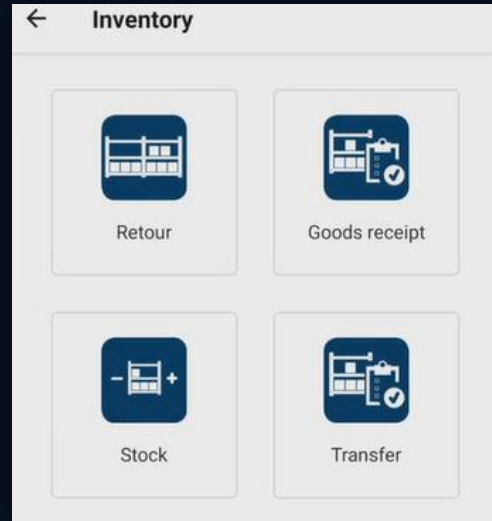 Inventory
Retour
Goods receipt
Stock
Transfer